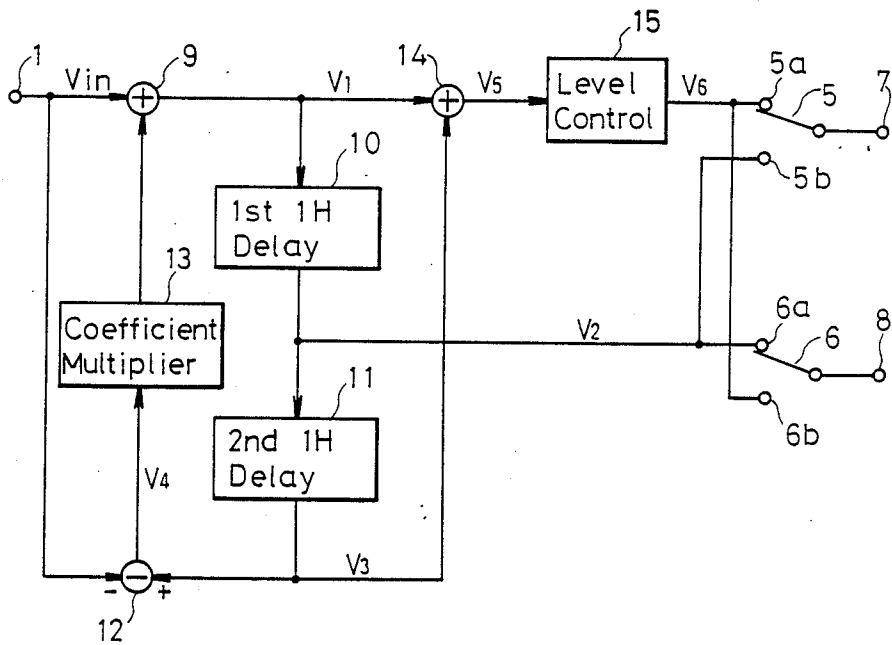 1
Vin
9
V1
14
V5
15
Level
Control
V6
5a
5
7
5b
10
1st 1H
Delay
13
Coefficient
Multiplier
V2
6a
6
8
6b
11
2nd 1H
Delay
V4
V3
-
+
12